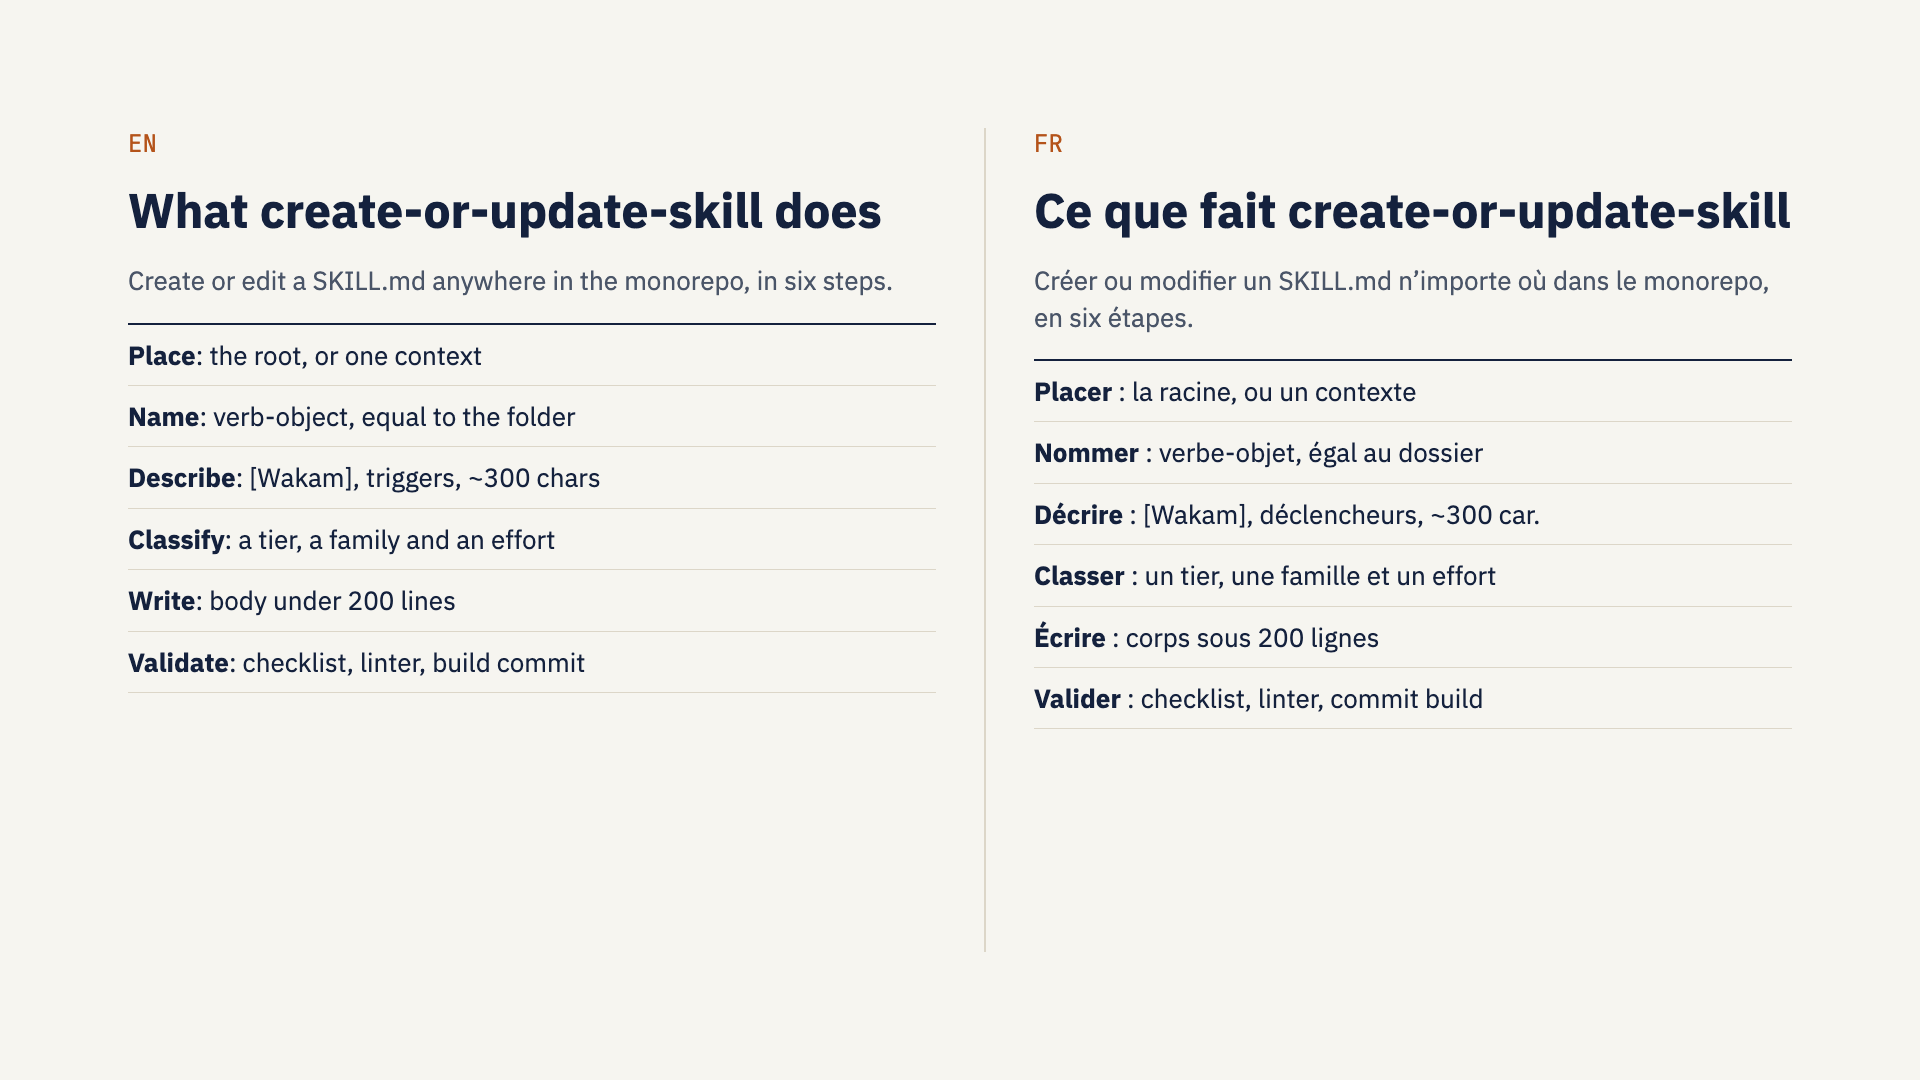 EN
What create-or-update-skill does
Create or edit a SKILL.md anywhere in the monorepo, in six steps.
Place: the root, or one context
Name: verb-object, equal to the folder
Describe: [Wakam], triggers, ~300 chars
Classify: a tier, a family and an effort
Write: body under 200 lines
Validate: checklist, linter, build commit
FR
Ce que fait create-or-update-skill
Créer ou modifier un SKILL.md n’importe où dans le monorepo,
en six étapes.
Placer : la racine, ou un contexte
Nommer : verbe-objet, égal au dossier
Décrire : [Wakam], déclencheurs, ~300 car.
Classer : un tier, une famille et un effort
Écrire : corps sous 200 lignes
Valider : checklist, linter, commit build